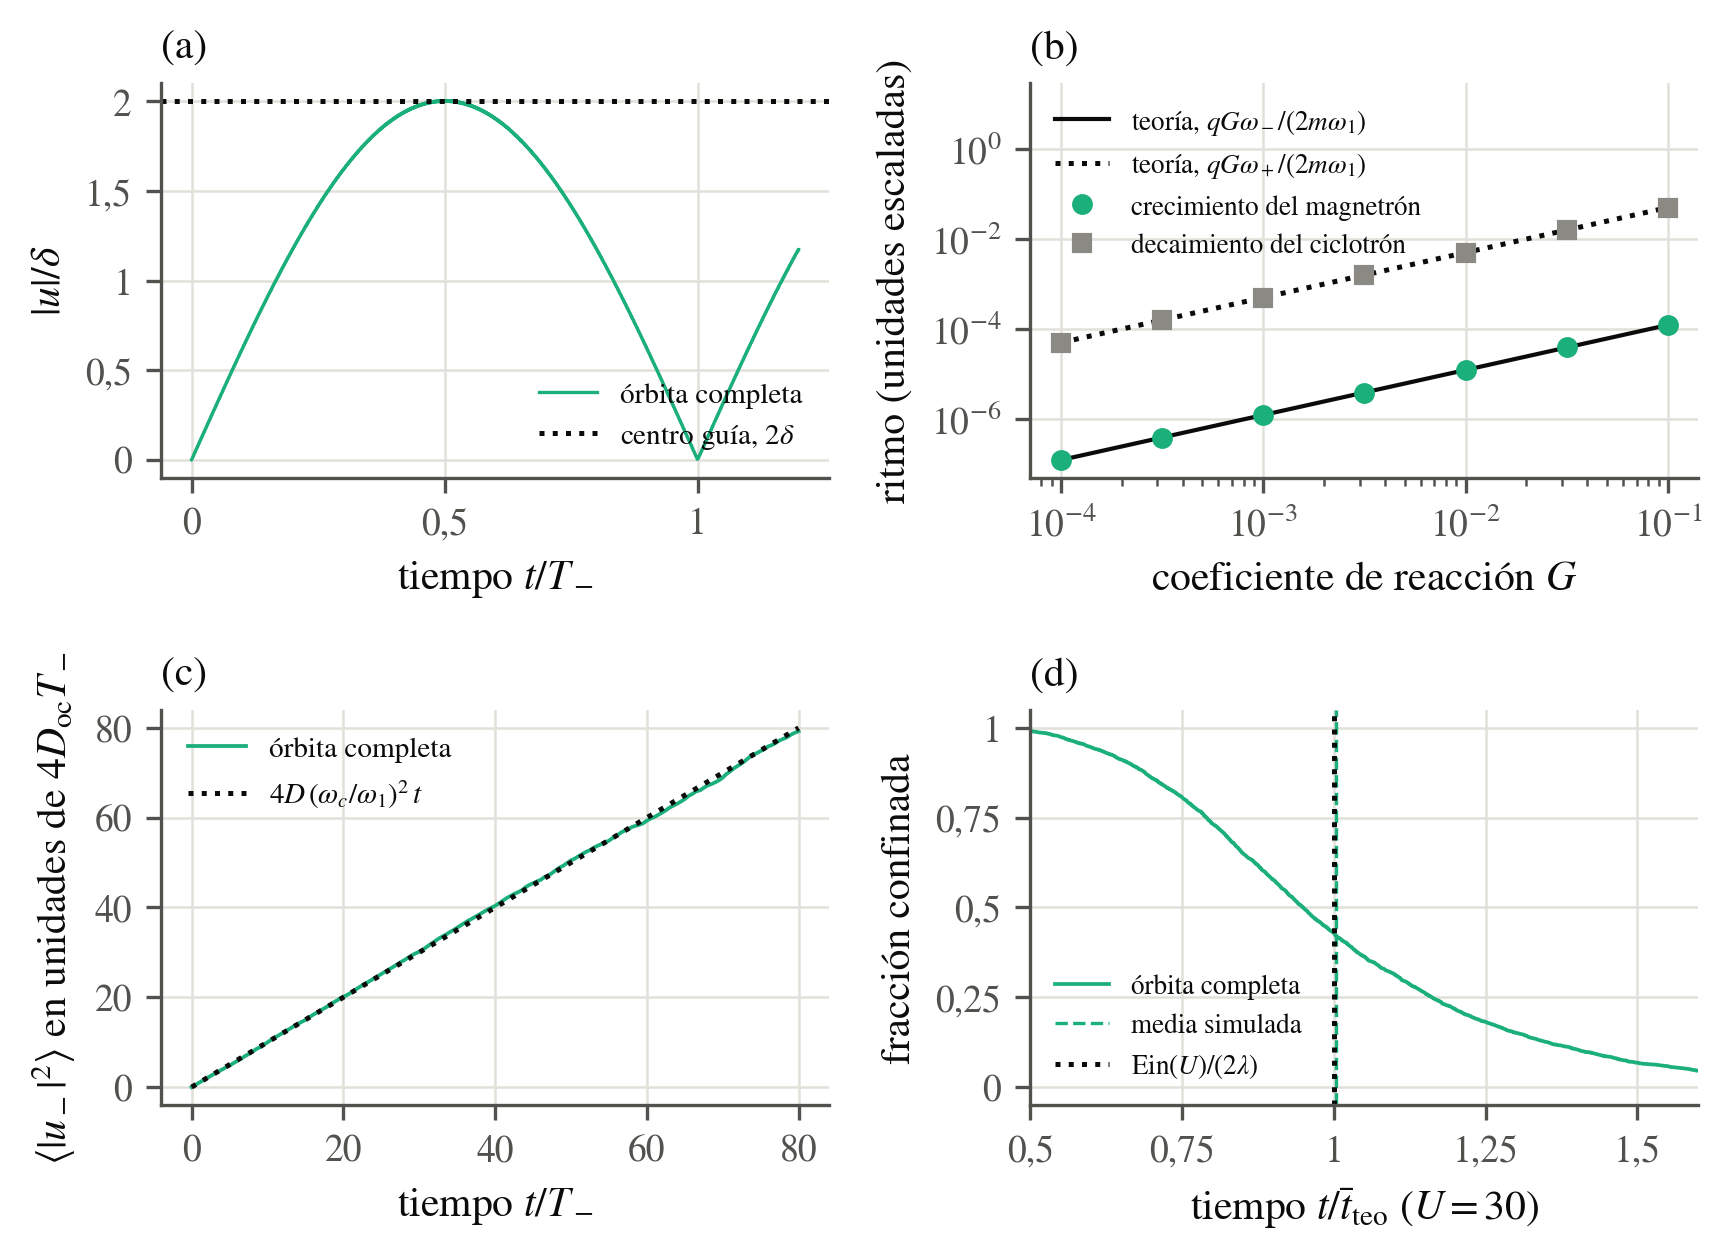 (a)
|u|/δ
2
1,5
1
0,5
0
órbita completa
centro guía, 2δ
0 0,5 1
tiempo t/T₋
(b)
ritmo (unidades escaladas)
10⁰
10⁻²
10⁻⁴
10⁻⁶
teoría, qGω₋/(2mω₁)
teoría, qGω₊/(2mω₁)
crecimiento del magnetrón
decaimiento del ciclotrón
10⁻⁴ 10⁻³ 10⁻² 10⁻¹
coeficiente de reacción G
(c)
⟨|u₋|²⟩ en unidades de 4D_oc T₋
80
60
40
20
0
órbita completa
4D (ω_c/ω₁)² t
0 20 40 60 80
tiempo t/T₋
(d)
fracción confinada
1
0,75
0,5
0,25
0
órbita completa
media simulada
Ein(U)/(2λ)
0,5 0,75 1 1,25 1,5
tiempo t/t̄_teo (U = 30)